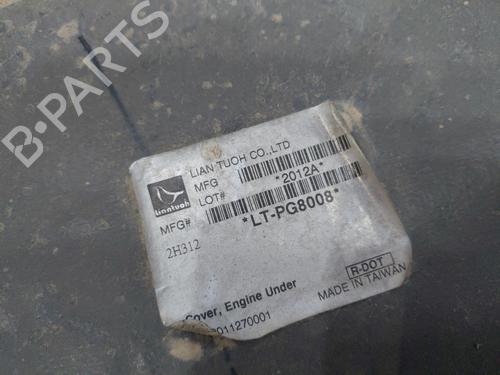 B-PARTS
LIAN TUOH CO.,LTD
Liantuoh
MFG
*2012A*
MFG# LOT#
*LT-PG8008*
2H312
Cover, Engine Under
011270001
R-DOT
MADE IN TAIWAN